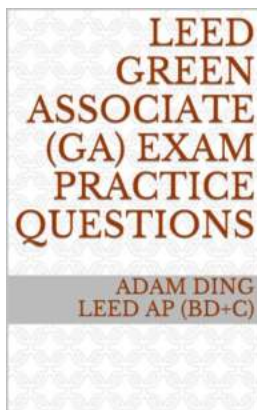 LEED
GREEN
ASSOCIATE
(GA) EXAM
PRACTICE
QUESTIONS
ADAM DING
LEED AP (BD+C)